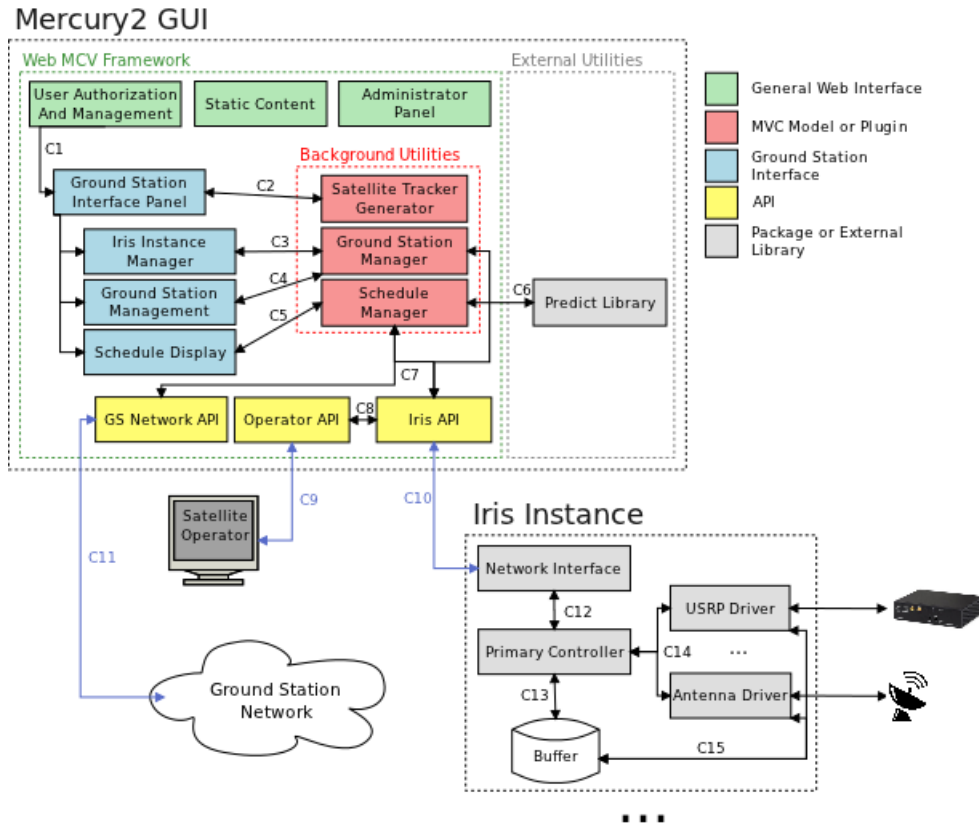 Mercury2 GUI
Web MCV Framework
External Utilities
User Authorization
And Management
Static Content
Administrator
Panel
General Web Interface
MVC Model or Plugin
Ground Station
Interface
API
Package or External
Library
C1
Background Utilities
Ground Station
Interface Panel
C2
Satellite Tracker
Generator
Iris Instance
Manager
C3
Ground Station
Manager
Ground Station
Management
C4
Schedule
Manager
C6
Predict Library
C5
Schedule Display
C7
GS Network API
Operator API
C8
Iris API
C9
C10
C11
Satellite
Operator
Ground Station
Network
Iris Instance
Network Interface
C12
USRP Driver
Primary Controller
C14
...
C13
Antenna Driver
Buffer
C15
...